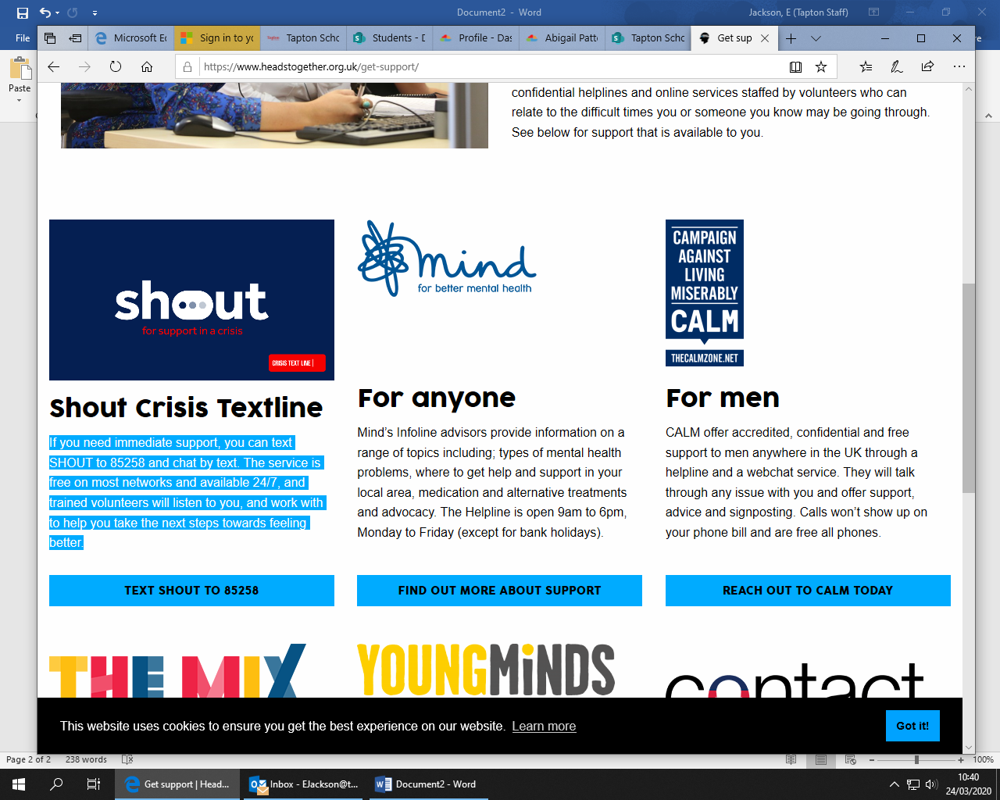 Document2 - Word
Jackson, E (Tapton Staff)
File
Microsoft Ec
Sign in to yo
Tapton Scho
Students - D
Profile - Das
Abigail Patte
Tapton Scho
Get sup
re
https://www.headstogether.org.uk/get-support/
Paste
confidential helplines and online services staffed by volunteers who can
relate to the difficult times you or someone you know may be going through.
See below for support that is available to you.
shout
for support in a crisis
CRISIS TEXT LINE |
Shout Crisis Textline
If you need immediate support, you can text
SHOUT to 85258 and chat by text. The service is
free on most networks and available 24/7, and
trained volunteers will listen to you, and work with
to help you take the next steps towards feeling
better.
TEXT SHOUT TO 85258
mind
for better mental health
For anyone
Mind’s Infoline advisors provide information on a
range of topics including; types of mental health
problems, where to get help and support in your
local area, medication and alternative treatments
and advocacy. The Helpline is open 9am to 6pm,
Monday to Friday (except for bank holidays).
FIND OUT MORE ABOUT SUPPORT
CAMPAIGN
AGAINST
LIVING
MISERABLY
CALM
THECALMZONE.NET
For men
CALM offer accredited, confidential and free
support to men anywhere in the UK through a
helpline and a webchat service. They will talk
through any issue with you and offer support,
advice and signposting. Calls won’t show up on
your phone bill and are free all phones.
REACH OUT TO CALM TODAY
THE MIX
YOUNGMiNDS
contact
This website uses cookies to ensure you get the best experience on our website. Learn more
Got it!
Page 2 of 2
238 words
100%
Get support | Head...
Inbox - EJackson@t...
Document2 - Word
10:40
24/03/2020